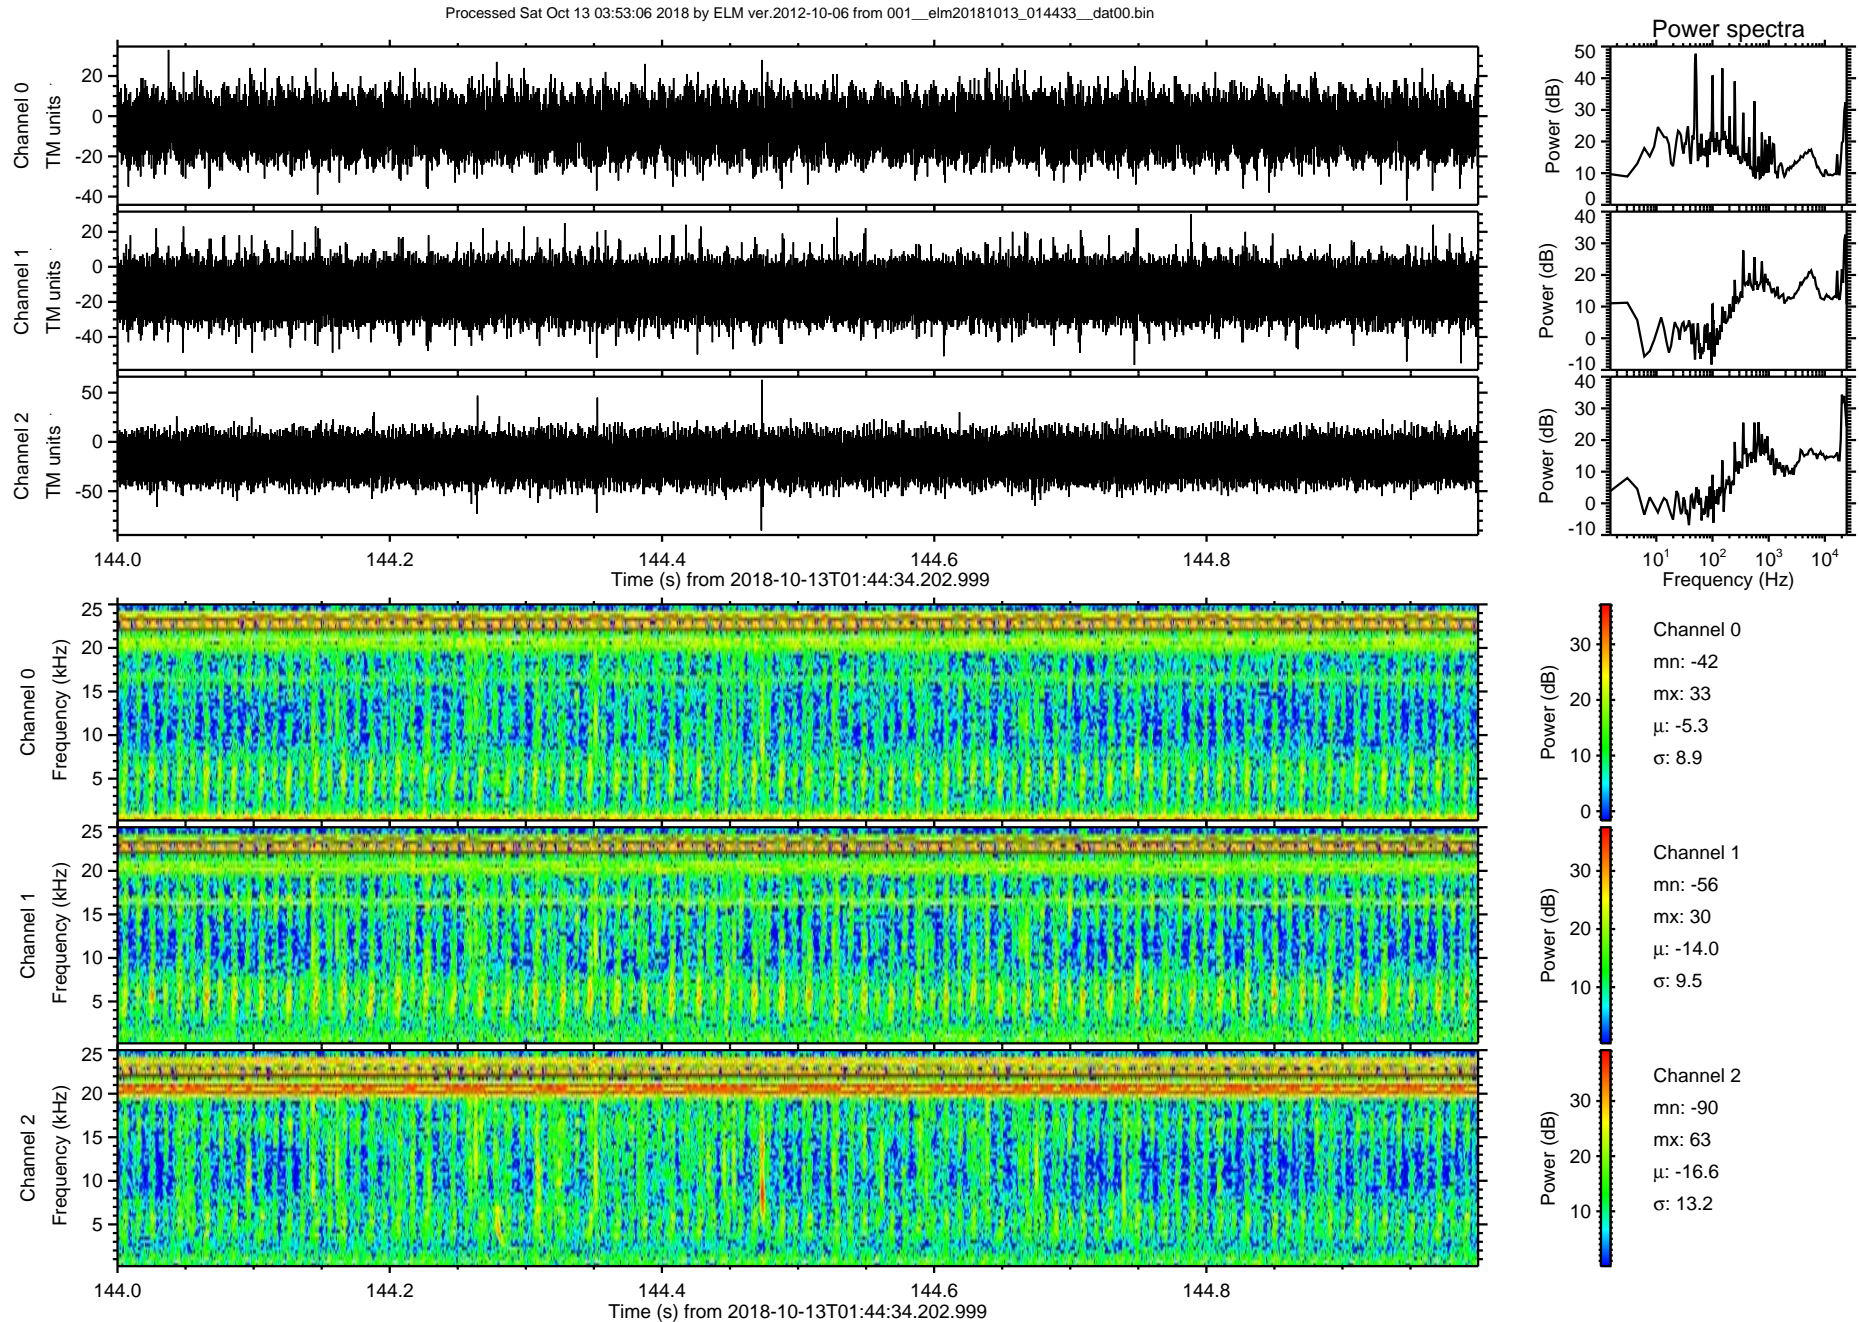 Processed Sat Oct 13 03:53:06 2018 by ELM ver.2012-10-06 from 001__elm20181013_014433__dat00.bin
Power spectra
Channel 0
TM units
20
0
-20
-40
Power (dB)
50
40
30
20
10
0
Channel 1
TM units
20
0
-20
-40
Power (dB)
40
30
20
10
0
-10
Channel 2
TM units
50
0
-50
Power (dB)
40
30
20
10
0
-10
144.0 144.2 144.4 144.6 144.8
Time (s) from 2018-10-13T01:44:34.202.999
10^1 10^2 10^3 10^4
Frequency (Hz)
Channel 0
Frequency (kHz)
25
20
15
10
5
Power (dB)
30
20
10
0
Channel 0
mn: -42
mx: 33
μ: -5.3
σ: 8.9
Channel 1
Frequency (kHz)
25
20
15
10
5
Power (dB)
30
20
10
Channel 1
mn: -56
mx: 30
μ: -14.0
σ: 9.5
Channel 2
Frequency (kHz)
25
20
15
10
5
Power (dB)
30
20
10
Channel 2
mn: -90
mx: 63
μ: -16.6
σ: 13.2
144.0 144.2 144.4 144.6 144.8
Time (s) from 2018-10-13T01:44:34.202.999